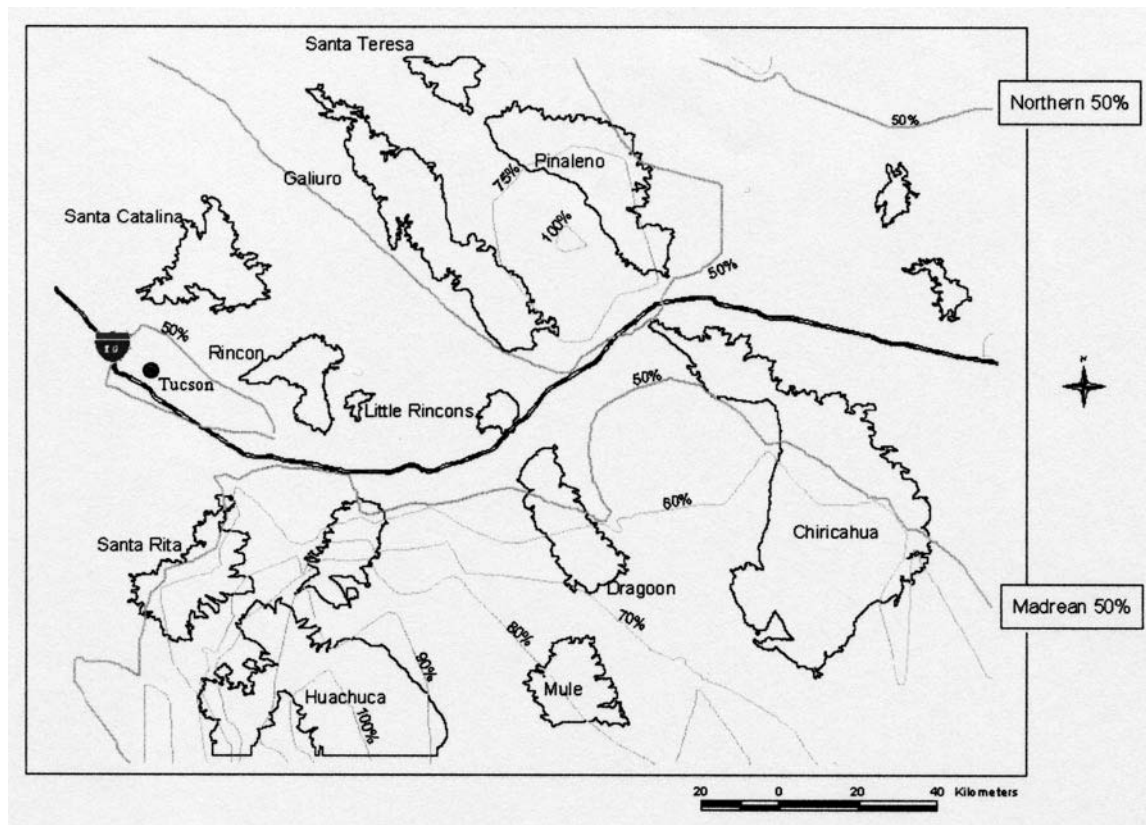 Santa Teresa
Northern 50%
50%
Pinaleno
75%
Galiuro
Santa Catalina
100%
50%
50%
10
Rincon
Tucson
50%
Little Rincons
N
60%
Santa Rita
Chiricahua
Dragoon
70%
Madrean 50%
80%
90%
Huachuca
Mule
100%
20 0 20 40 Kilometers